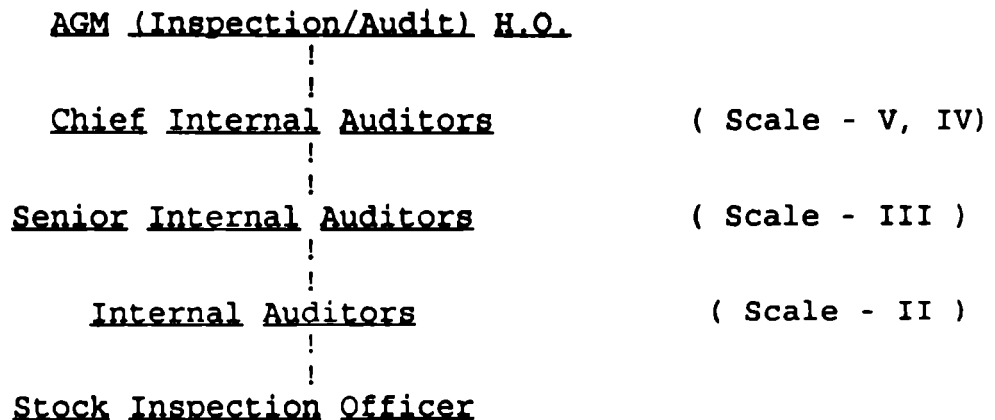 AGM (Inspection/Audit) H.O.
!
!
Chief Internal Auditors ( Scale - V, IV)
!
!
Senior Internal Auditors ( Scale - III )
!
!
Internal Auditors ( Scale - II )
!
!
Stock Inspection Officer